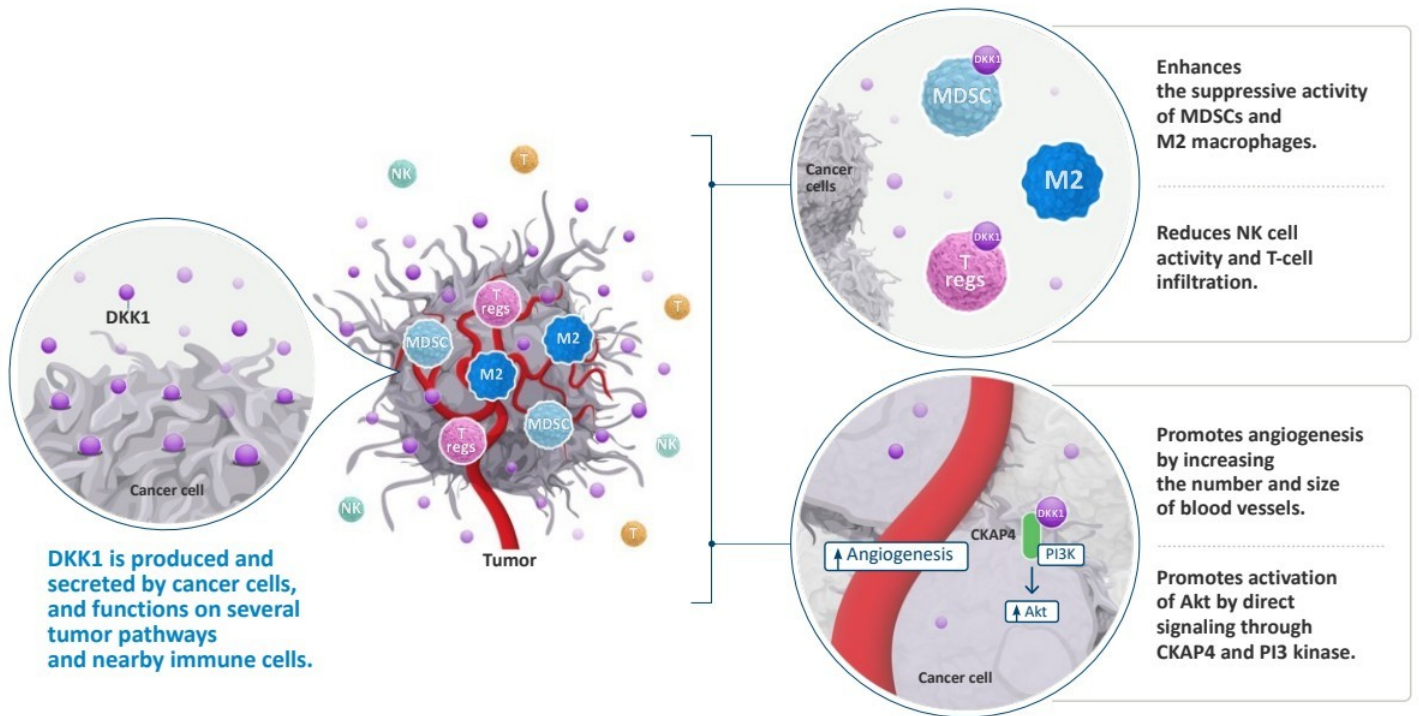 DKK1
Cancer cell
DKK1 is produced and
secreted by cancer cells,
and functions on several
tumor pathways
and nearby immune cells.
NK
T
T
regs
MDSC
M2
M2
MDSC
T
regs
T
NK
NK
T
Tumor
DKK1
MDSC
Cancer
cells
M2
DKK1
T
regs
Enhances
the suppressive activity
of MDSCs and
M2 macrophages.
Reduces NK cell
activity and T-cell
infiltration.
DKK1
CKAP4
PI3K
Angiogenesis
Akt
Cancer cell
Promotes angiogenesis
by increasing
the number and size
of blood vessels.
Promotes activation
of Akt by direct
signaling through
CKAP4 and PI3 kinase.